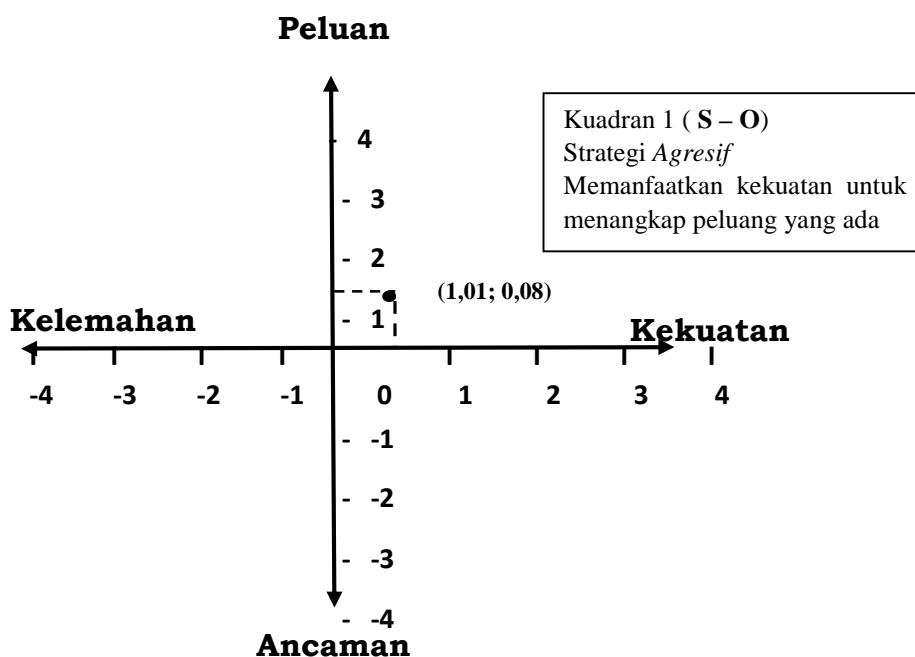 Peluan
Kuadran 1 ( S – O)
Strategi Agresif
Memanfaatkan kekuatan untuk
menangkap peluang yang ada
- 4
- 3
- 2
(1,01; 0,08)
- 1
Kelemahan
Kekuatan
-4 -3 -2 -1 0 1 2 3 4
- -1
- -2
- -3
- -4
Ancaman